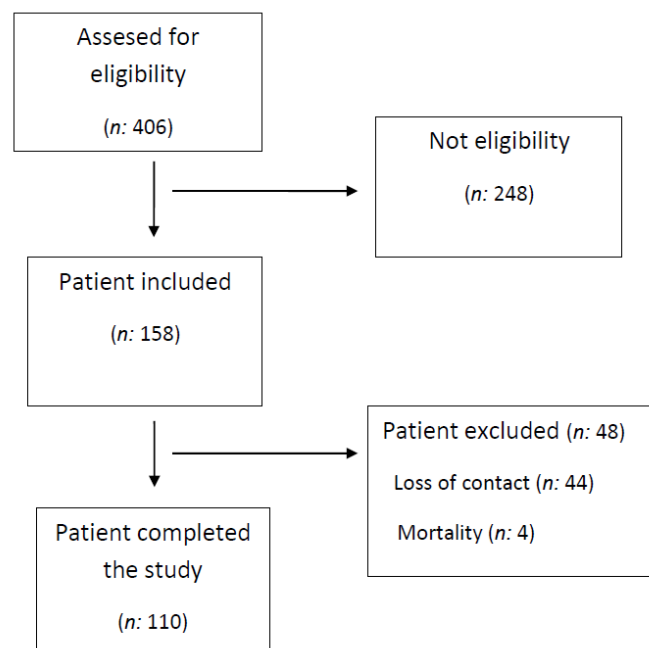 Assesed for
eligibility
(n: 406)
Not eligibility
(n: 248)
Patient included
(n: 158)
Patient excluded (n: 48)
Loss of contact (n: 44)
Mortality (n: 4)
Patient completed
the study
(n: 110)